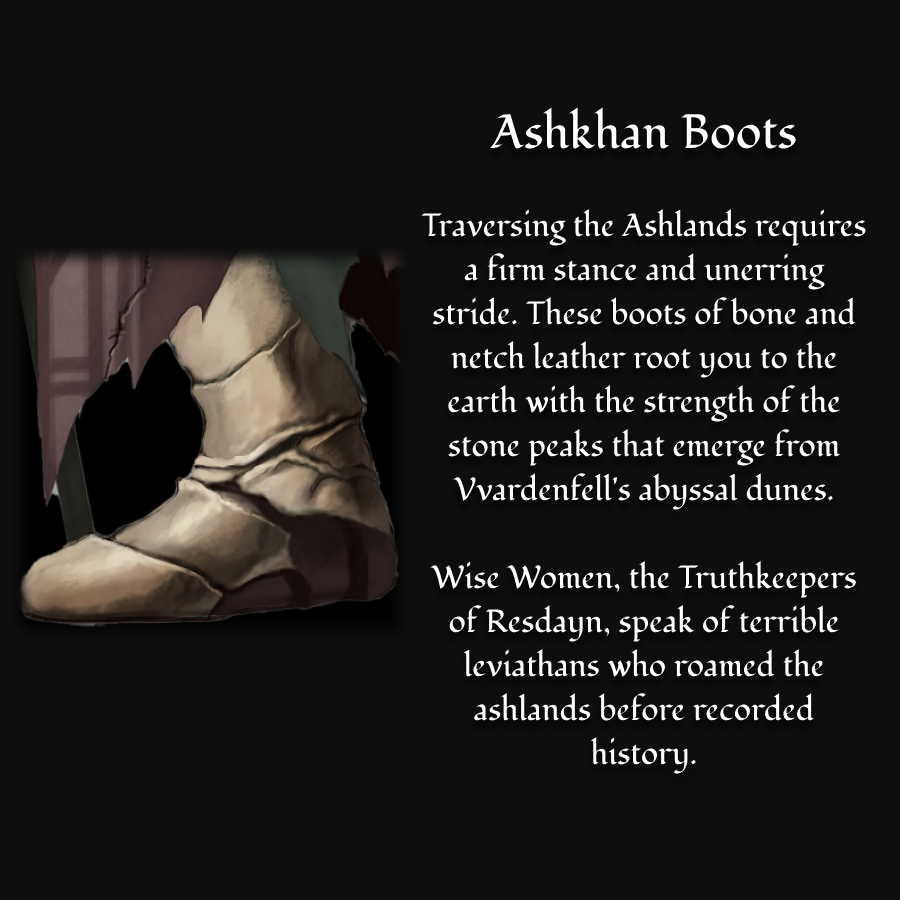 Ashkhan Boots
Traversing the Ashlands requires
a firm stance and unerring
stride. These boots of bone and
netch leather root you to the
earth with the strength of the
stone peaks that emerge from
Vvardenfell's abyssal dunes.
Wise Women, the Truthkeepers
of Resdayn, speak of terrible
leviathans who roamed the
ashlands before recorded
history.